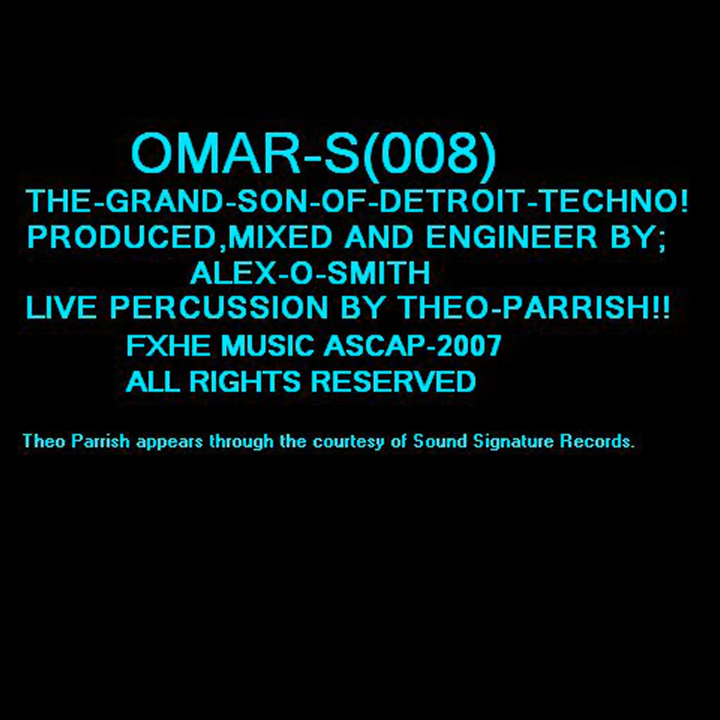 OMAR-S(008)
THE-GRAND-SON-OF-DETROIT-TECHNO!
PRODUCED,MIXED AND ENGINEER BY;
ALEX-O-SMITH
LIVE PERCUSSION BY THEO-PARRISH!!
FXHE MUSIC ASCAP-2007
ALL RIGHTS RESERVED
Theo Parrish appears through the courtesy of Sound Signature Records.